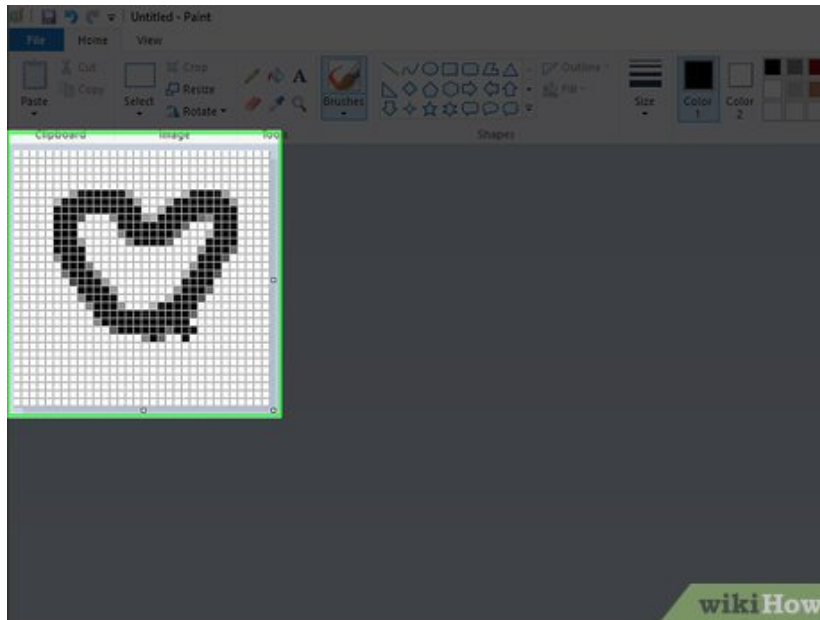 Untitled - Paint
File Home View
Paste
Cut
Copy
Select
Crop
Resize
Rotate
A
Brushes
Outline
Fill
Size
Color 1
Color 2
Clipboard
Image
Tools
Shapes
wikiHow